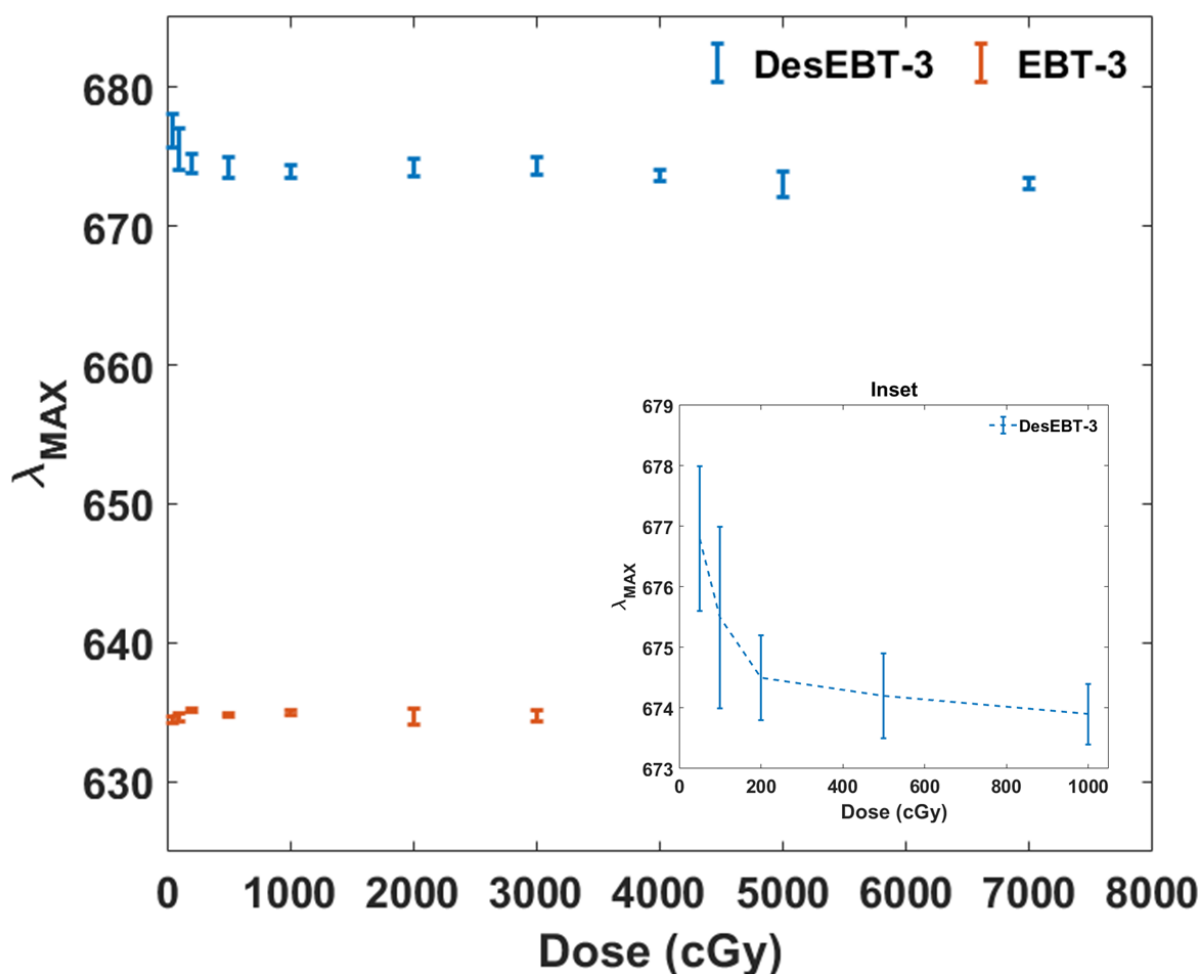 DesEBT-3 EBT-3
680
670
660
650
640
630
λMAX
0 1000 2000 3000 4000 5000 6000 7000 8000
Dose (cGy)
Inset
DesEBT-3
679
678
677
676
675
674
673
λMAX
0 200 400 600 800 1000
Dose (cGy)